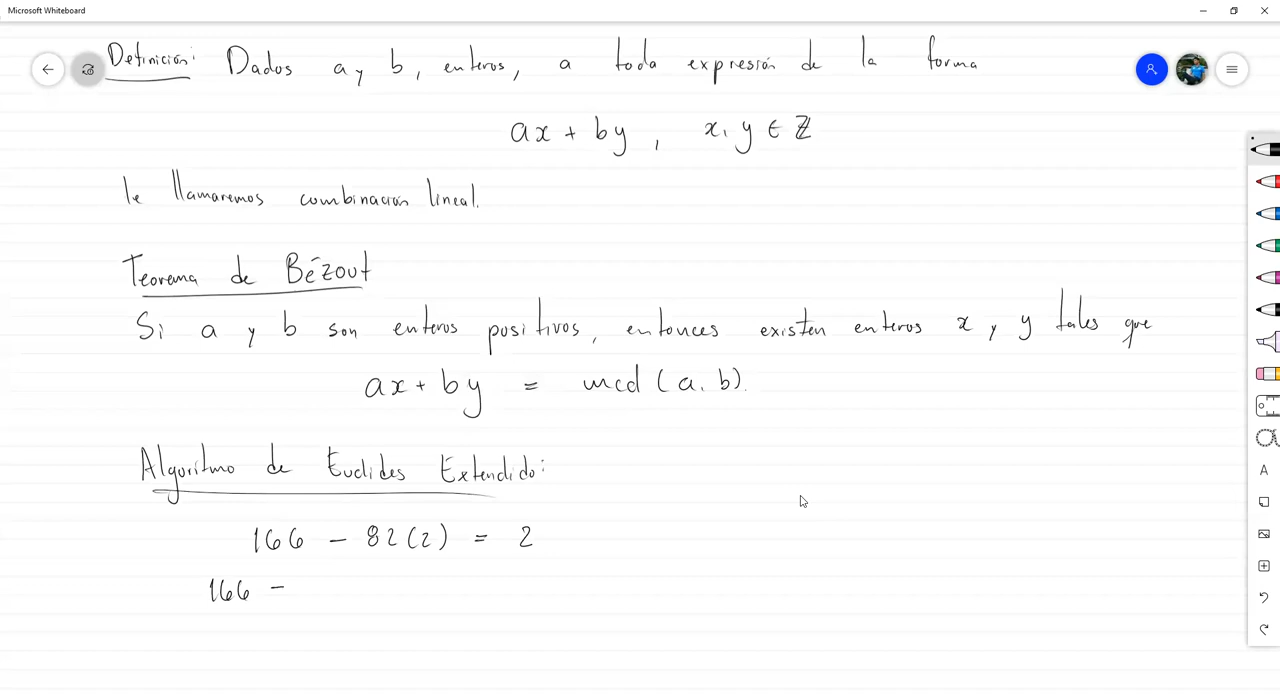 Microsoft Whiteboard
Definición: Dados a y b, enteros, a toda expresión de la forma
ax + by , x, y ∈ ℤ
le llamaremos combinación lineal.
Teorema de Bézout
Si a y b son enteros positivos, entonces existen enteros x y y tales que
ax + by = mcd (a, b).
Algoritmo de Euclides Extendido:
166 - 82(2) = 2
166 -